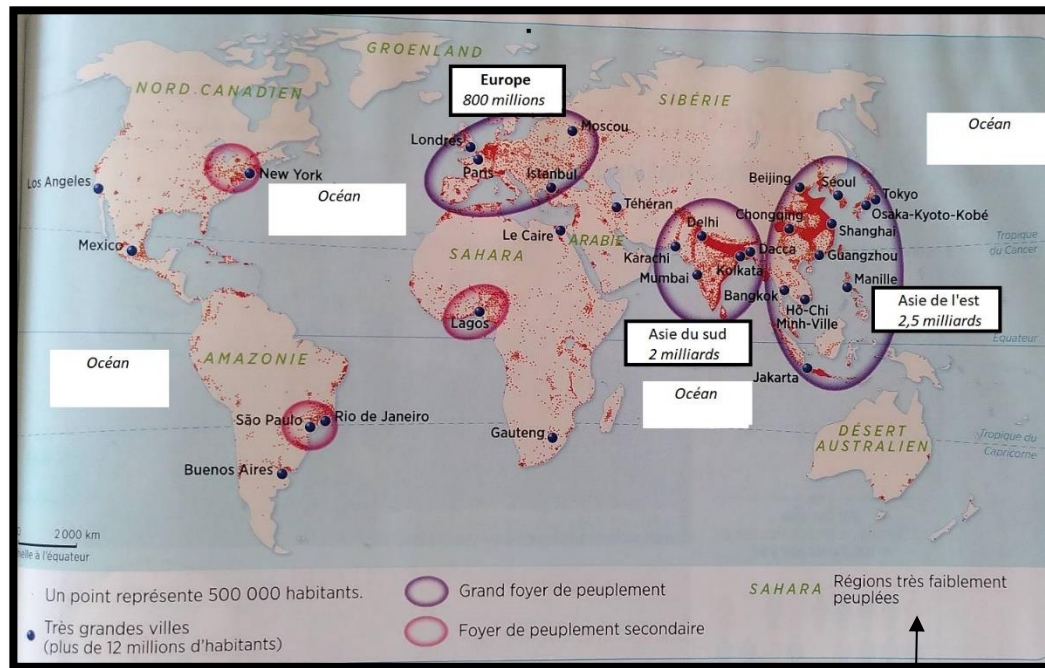 GROENLAND
NORD CANADIEN
Europe
800 millions
SIBÉRIE
Océan
Londres
Moscou
Paris
Istanbul
Los Angeles
New York
Océan
Téhéran
Beijing
Séoul
Tokyo
Osaka-Kyoto-Kobé
Chongqing
Shanghai
Mexico
Le Caire
ARABIE
Delhi
Tropique
du Cancer
SAHARA
Karachi
Dacca
Guangzhou
Mumbai
Kolkata
Manille
Bangkok
Hô-Chi
Minh-Ville
Lagos
Asie du sud
2 milliards
Asie de l'est
2,5 milliards
Équateur
Océan
AMAZONIE
Océan
Jakarta
São Paulo
Rio de Janeiro
Gauteng
DÉSERT
AUSTRALIEN
Tropique du
Capricorne
Buenos Aires
2 000 km
à l'équateur
Un point représente 500 000 habitants.
Très grandes villes
(plus de 12 millions d'habitants)
Grand foyer de peuplement
Foyer de peuplement secondaire
SAHARA
Régions très faiblement
peuplées